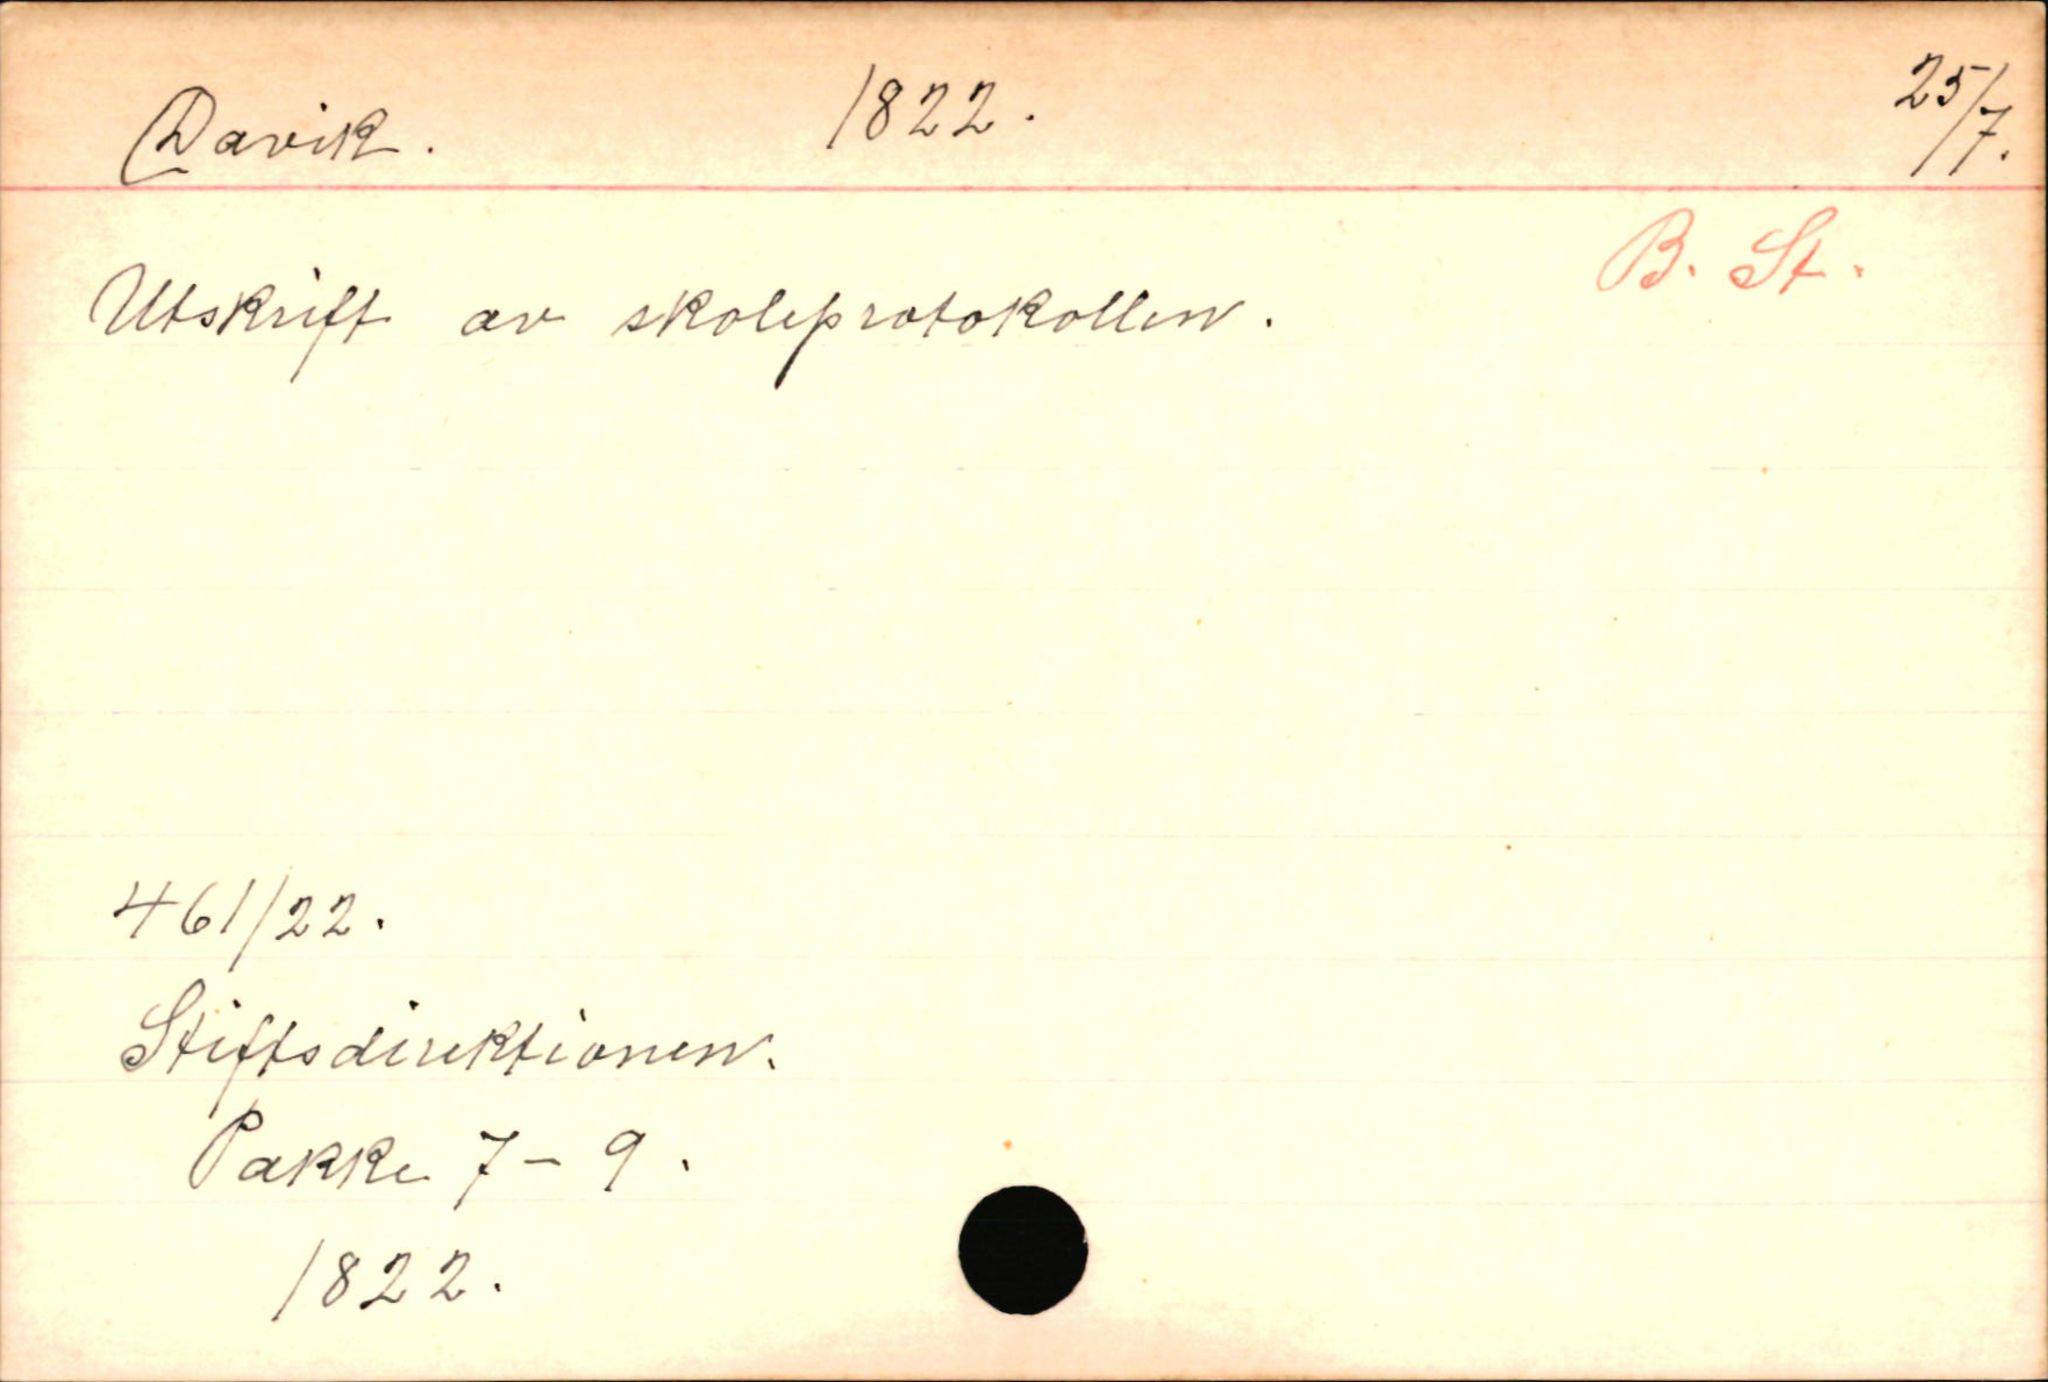 Davik. 1822. 25/7.
B. St.
Utskrift av skoleprotokollen.
461/22.
Stiftsdirektionen.
Pakke 7-9.
1822.